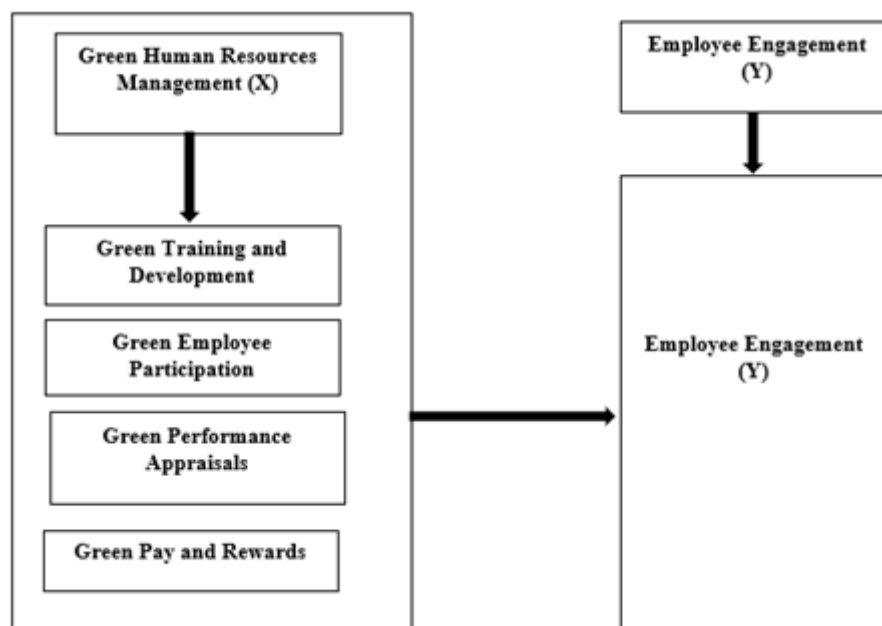 Green Human Resources
Management (X)
Green Training and
Development
Green Employee
Participation
Green Performance
Appraisals
Green Pay and Rewards
Employee Engagement
(Y)
Employee Engagement
(Y)